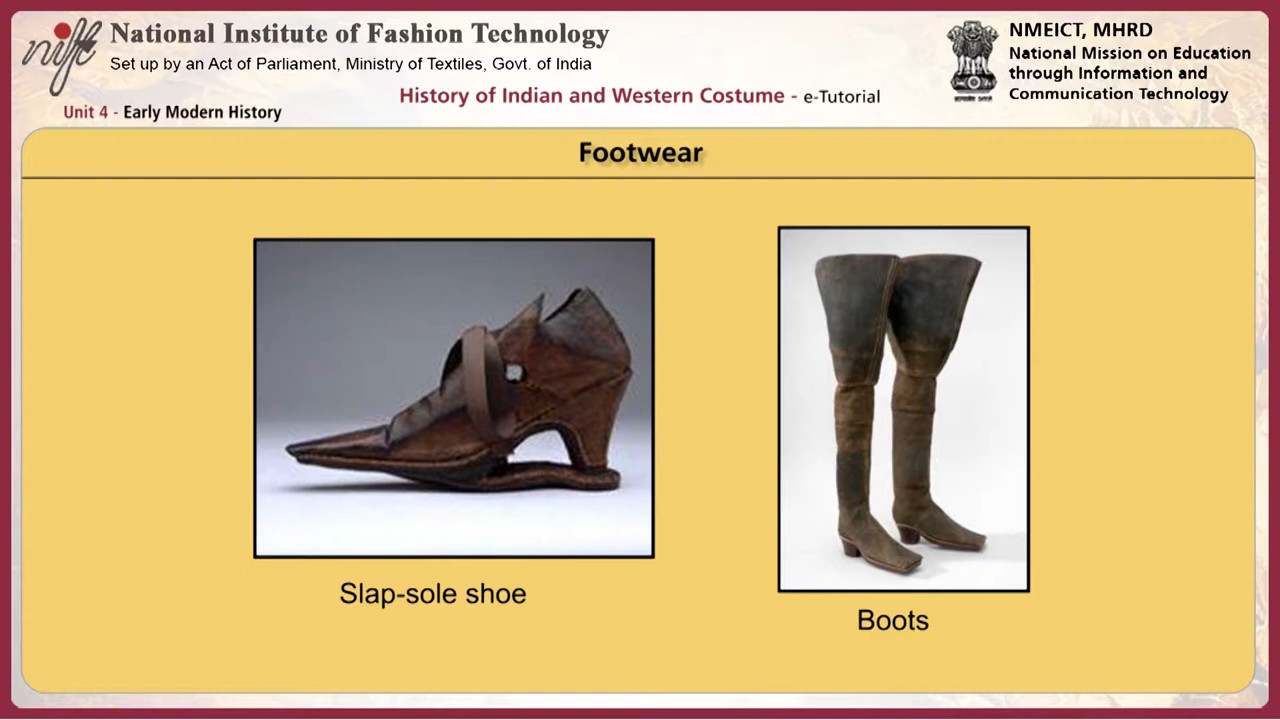 nift
National Institute of Fashion Technology
Set up by an Act of Parliament, Ministry of Textiles, Govt. of India
NMEICT, MHRD
National Mission on Education
through Information and
Communication Technology
History of Indian and Western Costume - e-Tutorial
Unit 4 - Early Modern History
Footwear
Slap-sole shoe
Boots